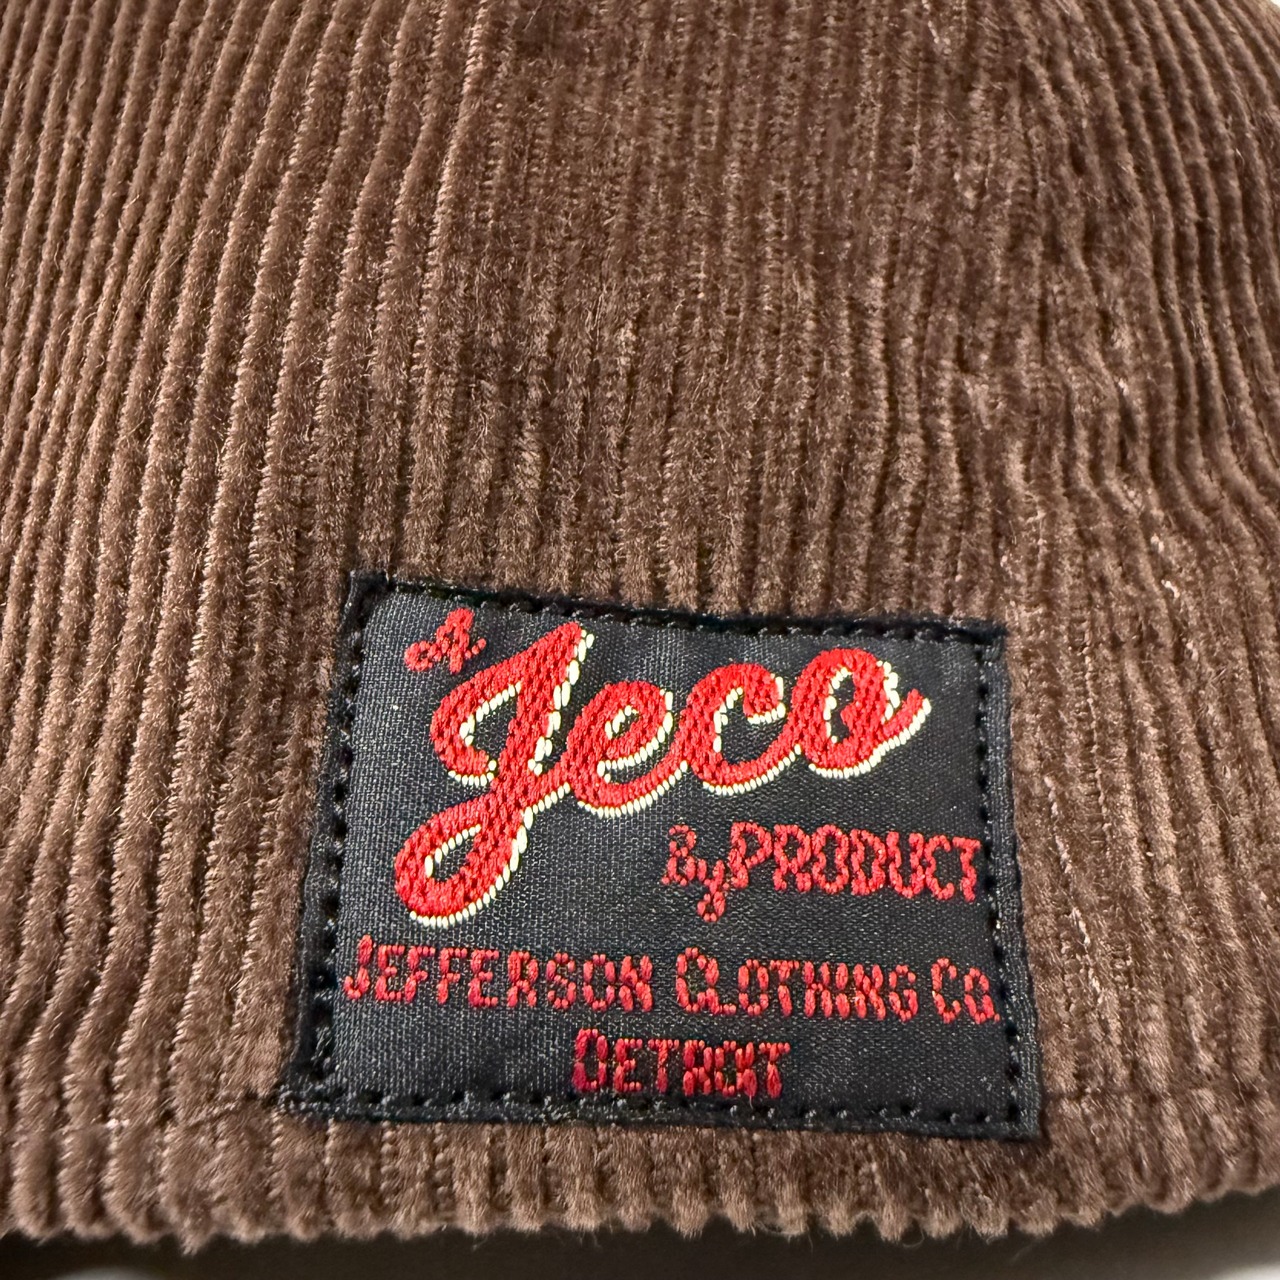 A Jeco
By PRODUCT
JEFFERSON CLOTHING CO.
DETROIT